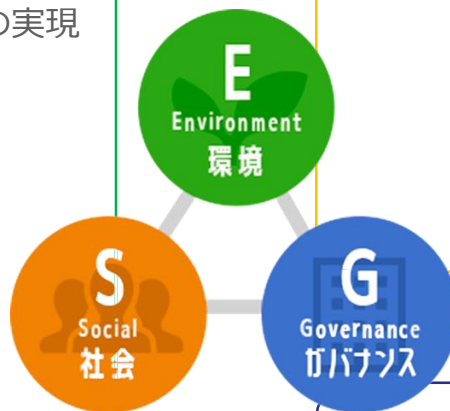 の実現
E
Environment
環境
S
Social
社会
G
Governance
ガバナンス